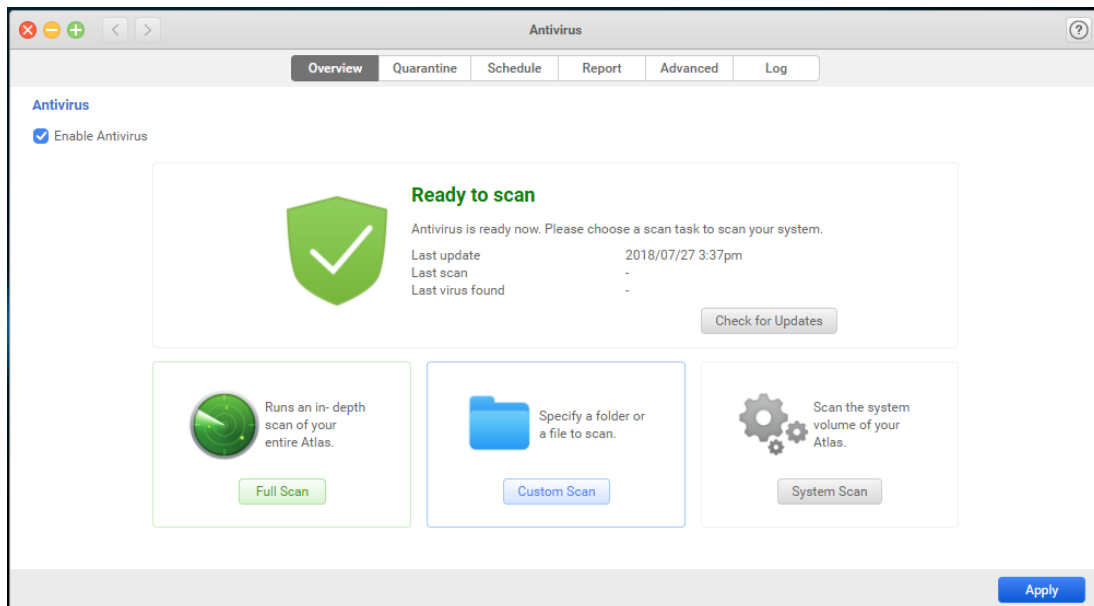 Antivirus
?
Overview
Quarantine
Schedule
Report
Advanced
Log
Antivirus
Enable Antivirus
Ready to scan
Antivirus is ready now. Please choose a scan task to scan your system.
Last update 2018/07/27 3:37pm
Last scan -
Last virus found -
Check for Updates
Runs an in- depth
scan of your
entire Atlas.
Full Scan
Specify a folder or
a file to scan.
Custom Scan
Scan the system
volume of your
Atlas.
System Scan
Apply